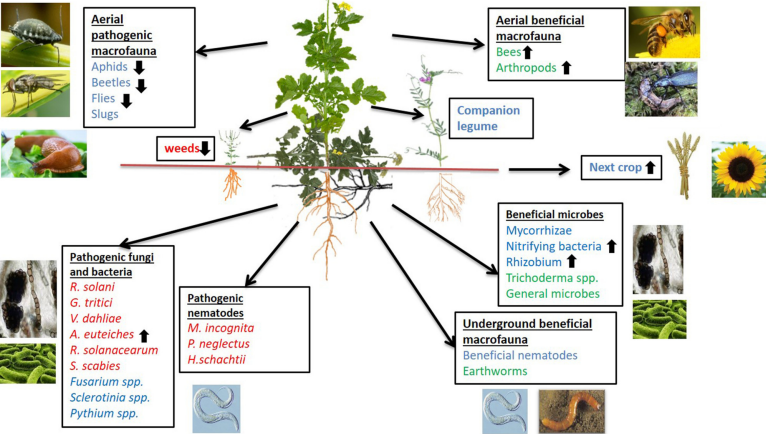 Aerial
pathogenic
macrofauna
Aphids
Beetles
Flies
Slugs
Aerial beneficial
macrofauna
Bees
Arthropods
Companion
legume
weeds
Next crop
Pathogenic fungi
and bacteria
R. solani
G. tritici
V. dahliae
A. euteiches
R. solanacearum
S. scabies
Fusarium spp.
Sclerotinia spp.
Pythium spp.
Pathogenic
nematodes
M. incognita
P. neglectus
H.schachtii
Beneficial microbes
Mycorrhizae
Nitrifying bacteria
Rhizobium
Trichoderma spp.
General microbes
Underground beneficial
macrofauna
Beneficial nematodes
Earthworms